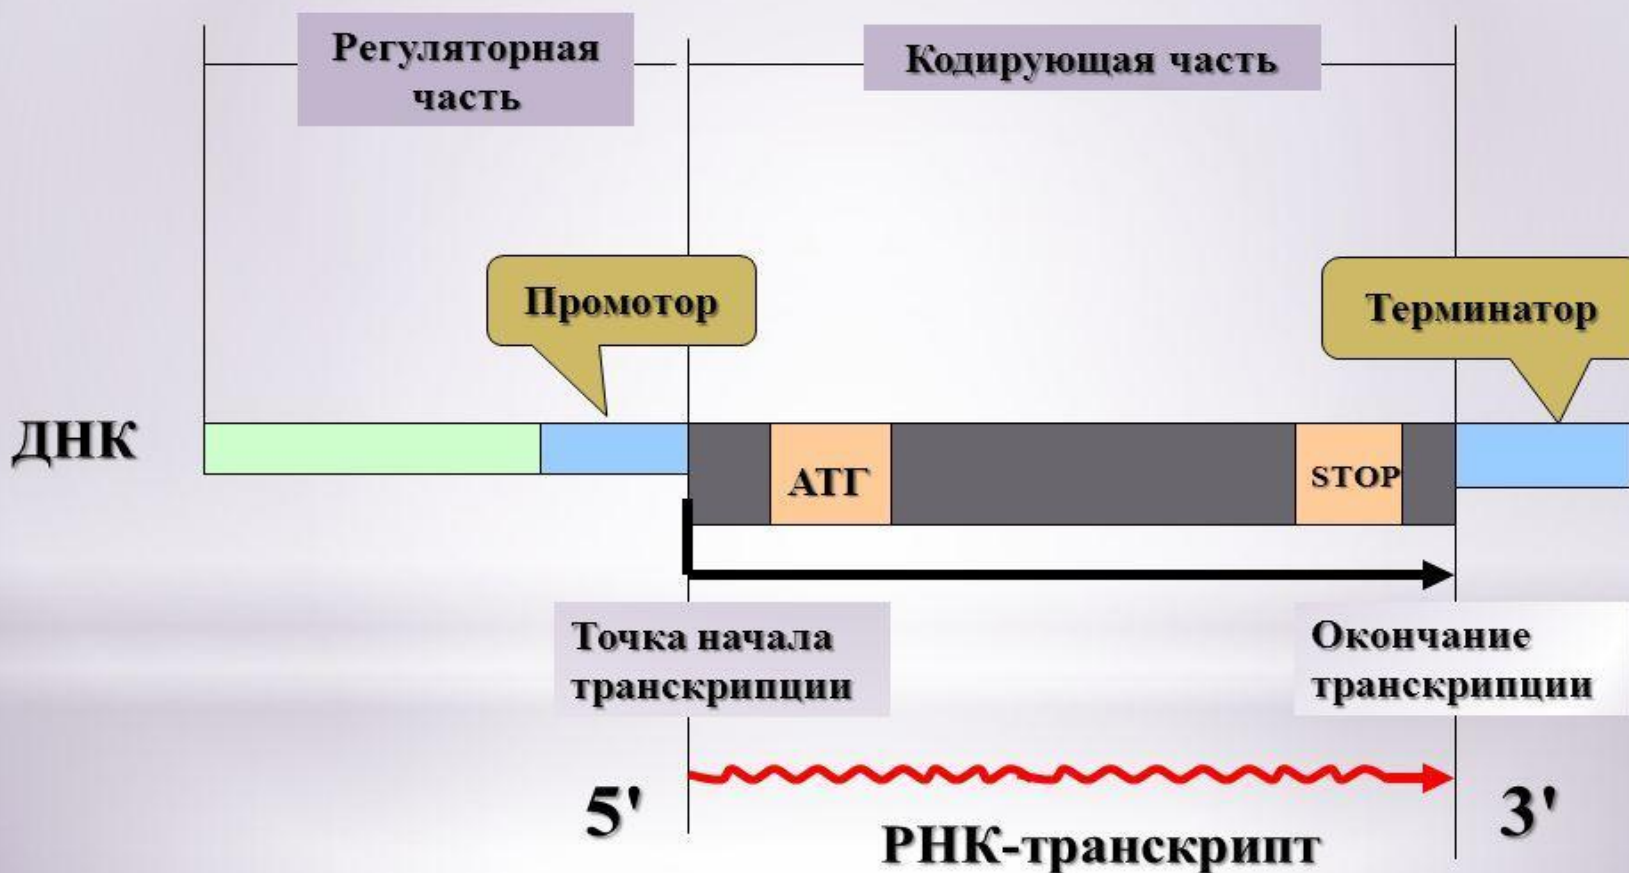 Регуляторная
часть
Кодирующая часть
Промотор
Терминатор
ДНК
АТГ
STOP
Точка начала
транскрипции
Окончание
транскрипции
5'
3'
РНК-транскрипт